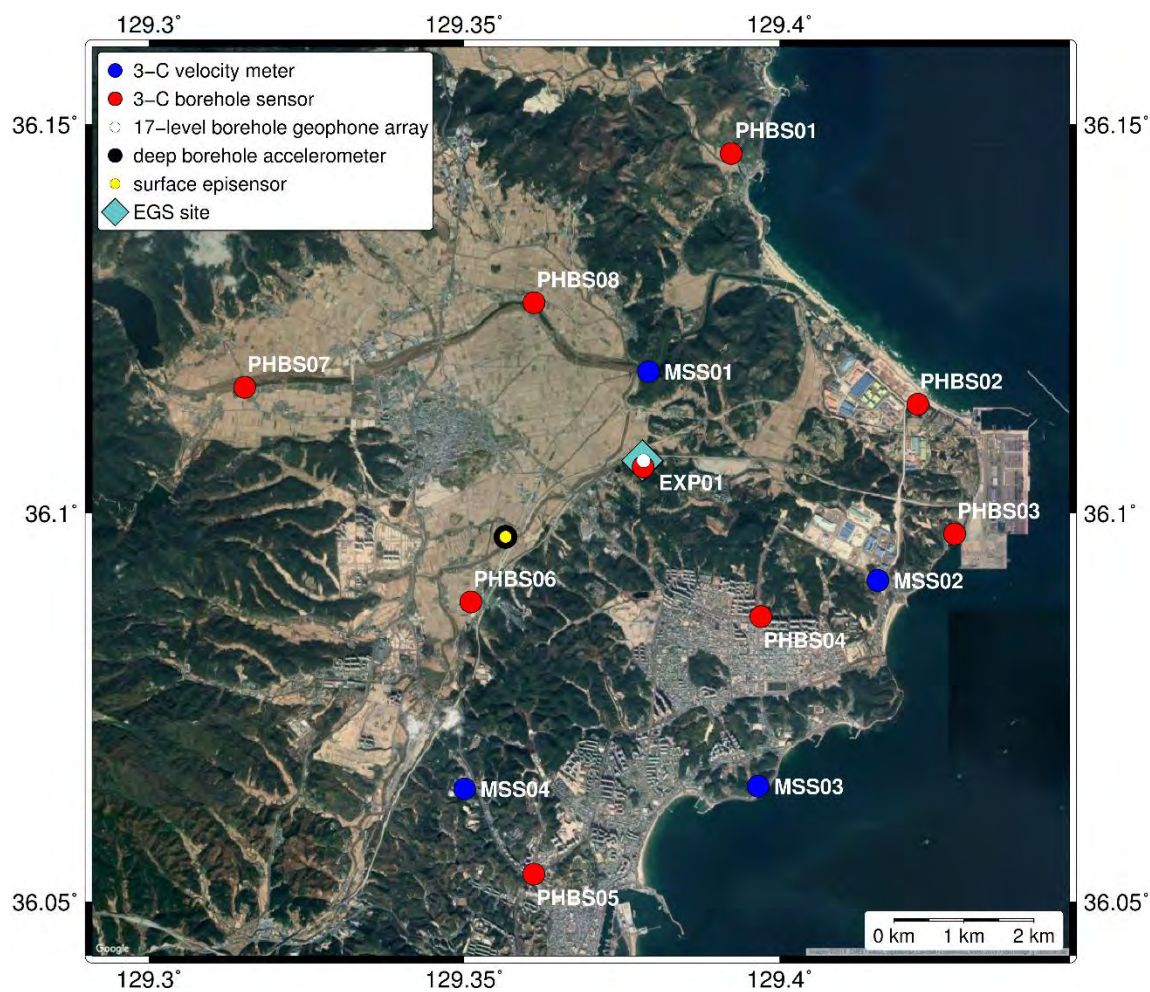 129.3° 129.35° 129.4°
3-C velocity meter
3-C borehole sensor
17-level borehole geophone array
deep borehole accelerometer
surface episensor
EGS site
36.15° 36.15°
PHBS01
PHBS08
PHBS07
MSS01
PHBS02
EXP01
36.1° 36.1°
PHBS03
PHBS06
MSS02
PHBS04
MSS04
MSS03
PHBS05
36.05° 36.05°
0 km 1 km 2 km
Google
129.3° 129.35° 129.4°